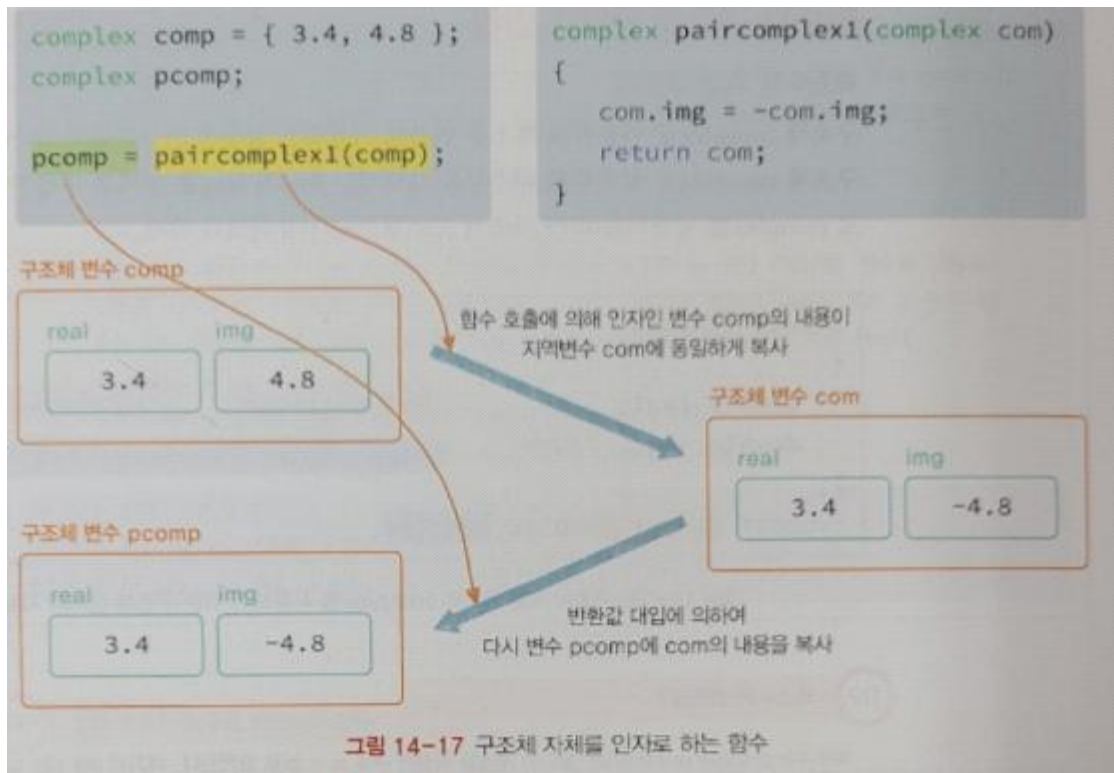 complex comp = { 3.4, 4.8 };
complex pcomp;
pcomp = paircomplex1(comp);
complex paircomplex1(complex com)
{
com.img = -com.img;
return com;
}
구조체 변수 comp
real img
3.4 4.8
함수 호출에 의해 인자인 변수 comp의 내용이
지역변수 com에 동일하게 복사
구조체 변수 com
real img
3.4 -4.8
구조체 변수 pcomp
real img
3.4 -4.8
반환값 대입에 의하여
다시 변수 pcomp에 com의 내용을 복사
그림 14-17 구조체 자체를 인자로 하는 함수